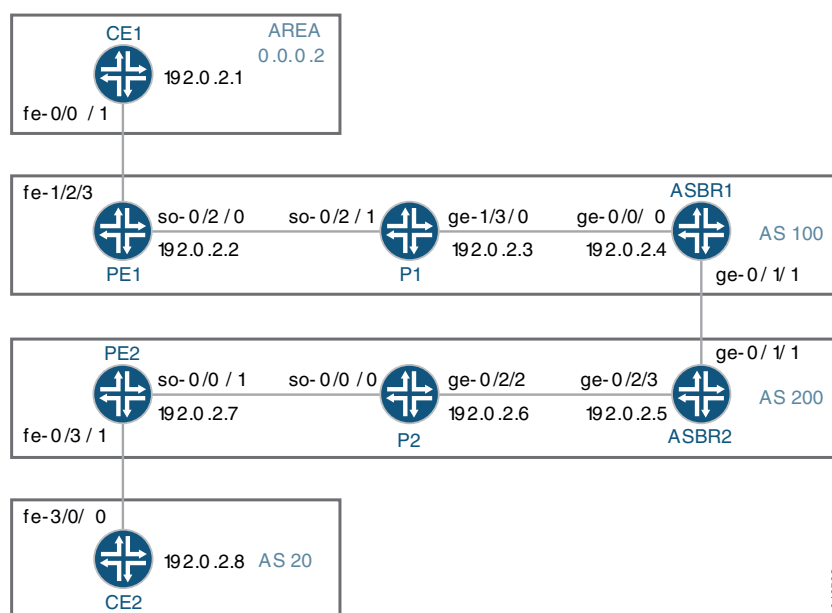 CE1
AREA
0.0.0.2
192.0.2.1
fe-0/0/1
fe-1/2/3
ASBR1
so-0/2/0
so-0/2/1
ge-1/3/0
ge-0/0/0
AS 100
192.0.2.2
192.0.2.3
192.0.2.4
PE1
P1
ge-0/1/1
PE2
ge-0/1/1
so-0/0/1
so-0/0/0
ge-0/2/2
ge-0/2/3
AS 200
192.0.2.7
192.0.2.6
192.0.2.5
fe-0/3/1
P2
ASBR2
fe-3/0/0
192.0.2.8 AS 20
CE2